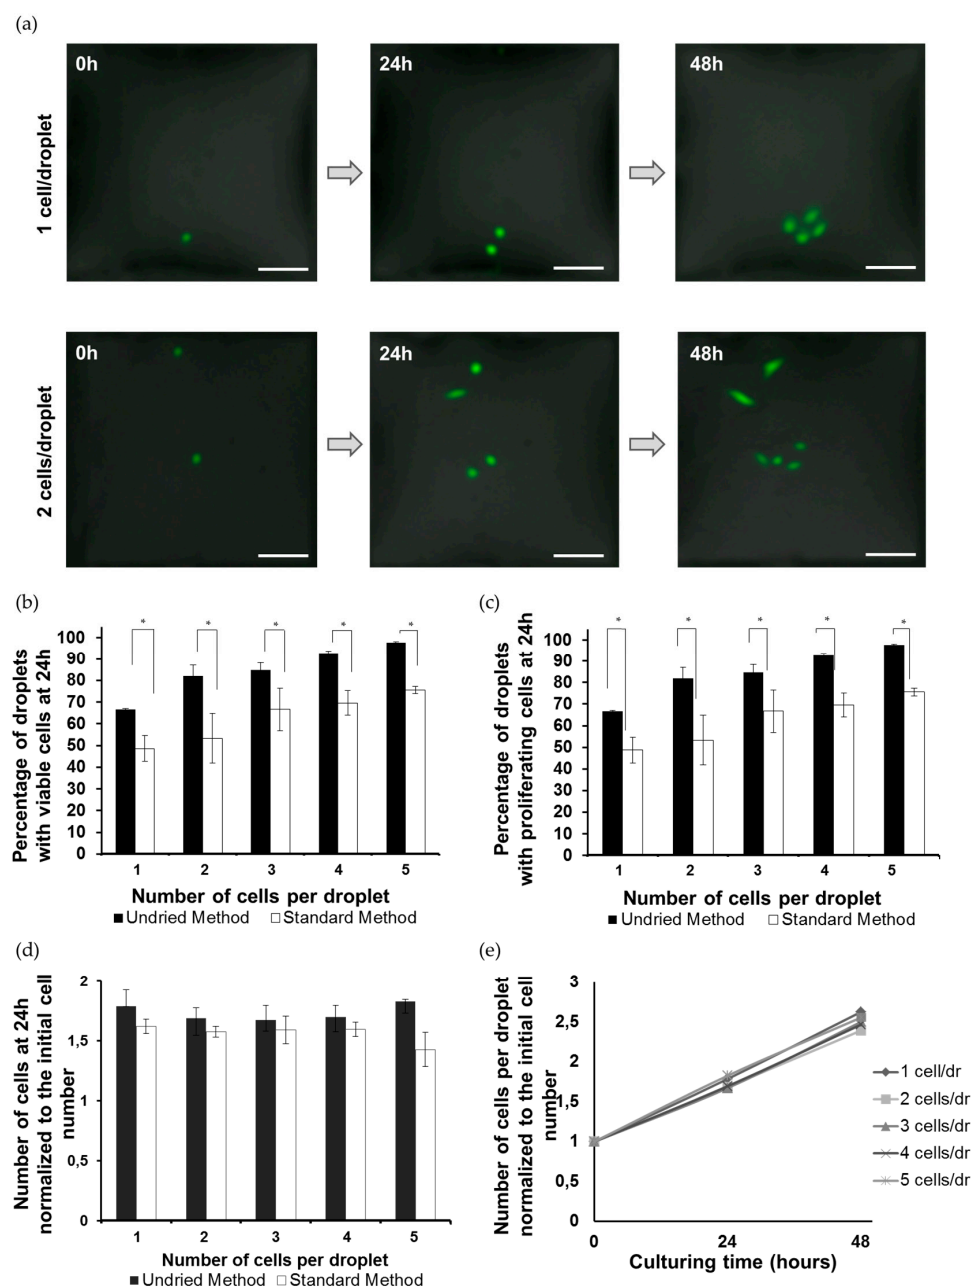 (a)
1 cell/droplet
0h
24h
48h
2 cells/droplet
0h
24h
48h
(b)
Percentage of droplets
with viable cells at 24h
100
90
80
70
60
50
40
30
20
10
0
* * * * *
1 2 3 4 5
Number of cells per droplet
Undried Method Standard Method
(c)
Percentage of droplets
with proliferating cells at 24h
100
90
80
70
60
50
40
30
20
10
0
* * * * *
1 2 3 4 5
Number of cells per droplet
Undried Method Standard Method
(d)
Number of cells at 24h
normalized to the initial cell
number
2
1,5
1
0,5
0
1 2 3 4 5
Number of cells per droplet
Undried Method Standard Method
(e)
Number of cells per droplet
normalized to the initial cell
number
3
2,5
2
1,5
1
0,5
0
0 24 48
Culturing time (hours)
1 cell/dr
2 cells/dr
3 cells/dr
4 cells/dr
5 cells/dr